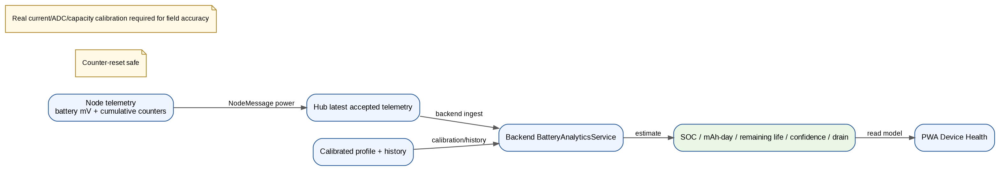 Real current/ADC/capacity calibration required for field accuracy
Counter-reset safe
Node telemetry
battery mV + cumulative counters
NodeMessage power
Hub latest accepted telemetry
backend ingest
Calibrated profile + history
calibration/history
Backend BatteryAnalyticsService
estimate
SOC / mAh-day / remaining life / confidence / drain
read model
PWA Device Health